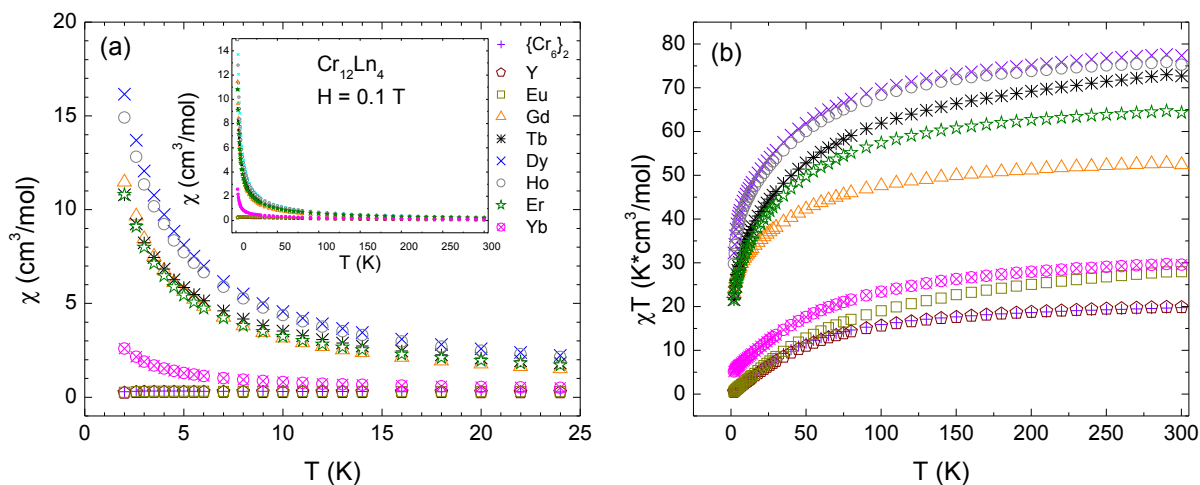 (a)
Cr12Ln4
H = 0.1 T
χ (cm³/mol)
14
12
10
8
6
4
2
0
0 50 100 150 200 250 300
T (K)
{Cr6}2
Y
Eu
Gd
Tb
Dy
Ho
Er
Yb
χ (cm³/mol)
20
15
10
5
0
0 5 10 15 20 25
T (K)
(b)
χT (K*cm³/mol)
80
70
60
50
40
30
20
10
0
0 50 100 150 200 250 300
T (K)